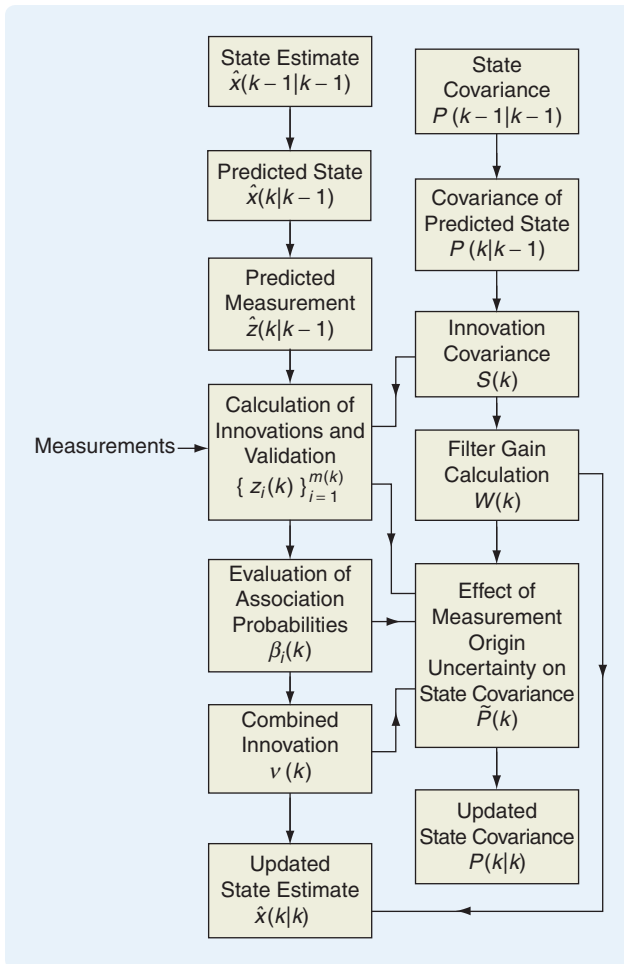 State Estimate
x̂(k − 1|k − 1)
Predicted State
x̂(k|k − 1)
Predicted
Measurement
ẑ(k|k − 1)
Measurements
Calculation of
Innovations and
Validation
{ zᵢ(k) }ᵢ₌₁ᵐ⁽ᵏ⁾
Evaluation of
Association
Probabilities
βᵢ(k)
Combined
Innovation
ν (k)
Updated
State Estimate
x̂(k|k)
State
Covariance
P (k − 1|k − 1)
Covariance of
Predicted State
P (k|k − 1)
Innovation
Covariance
S(k)
Filter Gain
Calculation
W(k)
Effect of
Measurement
Origin
Uncertainty on
State Covariance
P̃(k)
Updated
State Covariance
P(k|k)